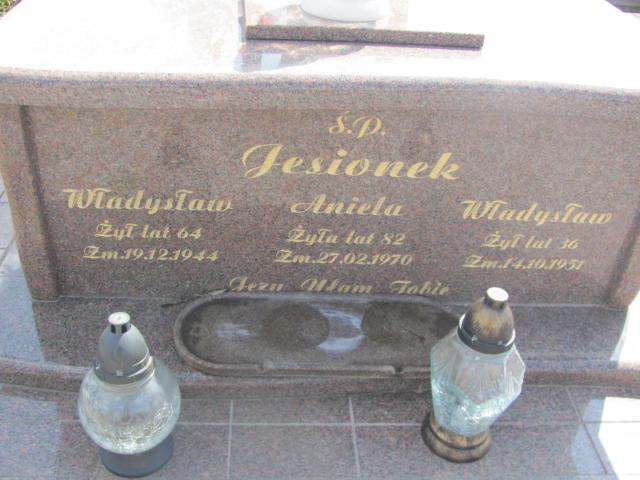 Ś.P.
Jesionek
Władysław Aniela Władysław
Żył lat 64 Żyła lat 82 Żył lat 36
Zm.19.12.1944 Zm.27.02.1970 Zm.14.10.1951
Jezu Ufam Tobie